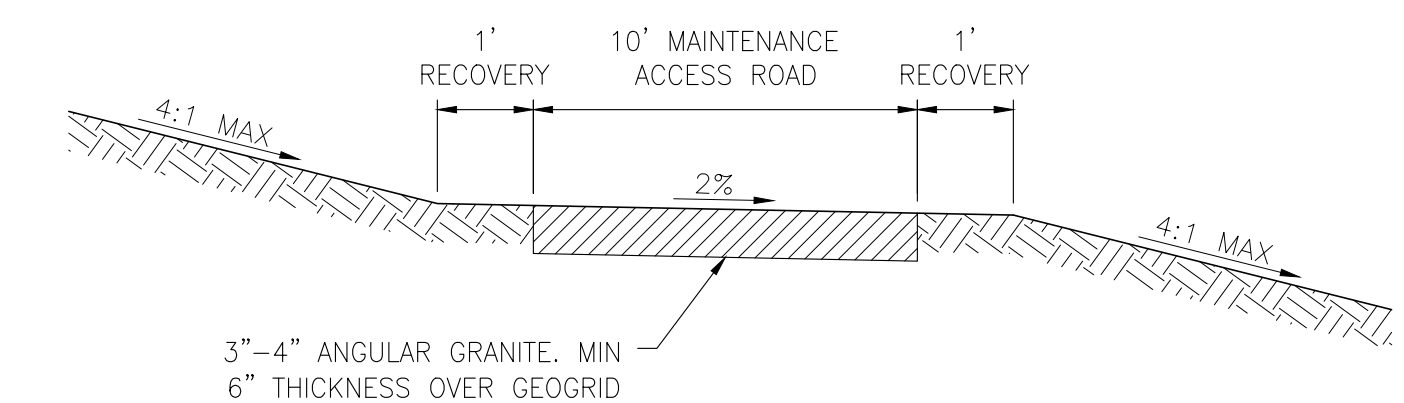 1'
RECOVERY
10' MAINTENANCE
ACCESS ROAD
1'
RECOVERY
4:1 MAX
2%
4:1 MAX
3"–4" ANGULAR GRANITE. MIN
6" THICKNESS OVER GEOGRID